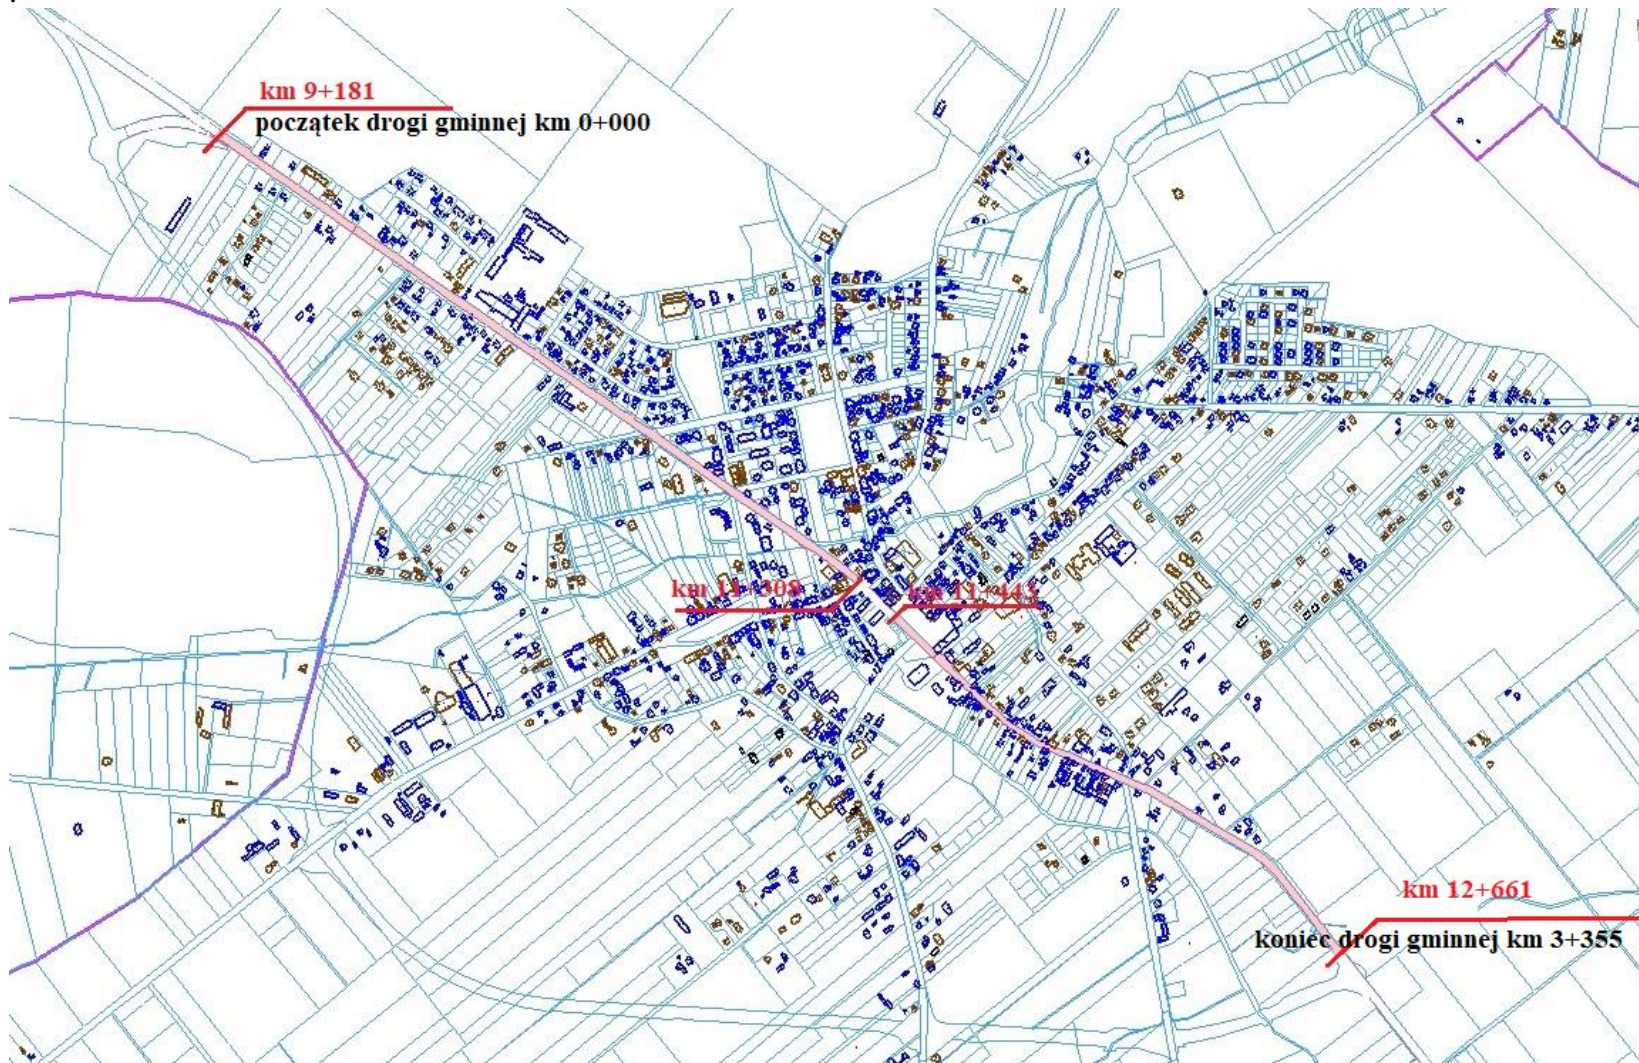 km 9+181
początek drogi gminnej km 0+000
km 11+308
km 11+443
km 12+661
koniec drogi gminnej km 3+355